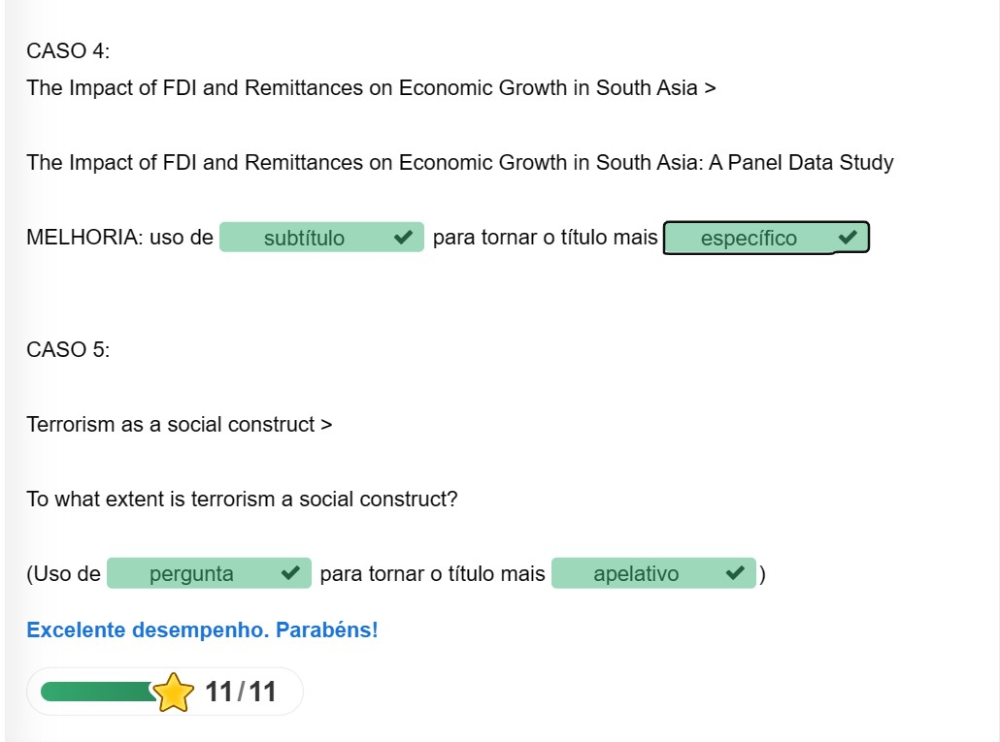 CASO 4:
The Impact of FDI and Remittances on Economic Growth in South Asia >
The Impact of FDI and Remittances on Economic Growth in South Asia: A Panel Data Study
MELHORIA: uso de subtítulo ✔ para tornar o título mais específico ✔
CASO 5:
Terrorism as a social construct >
To what extent is terrorism a social construct?
(Uso de pergunta ✔ para tornar o título mais apelativo ✔ )
Excelente desempenho. Parabéns!
11/11